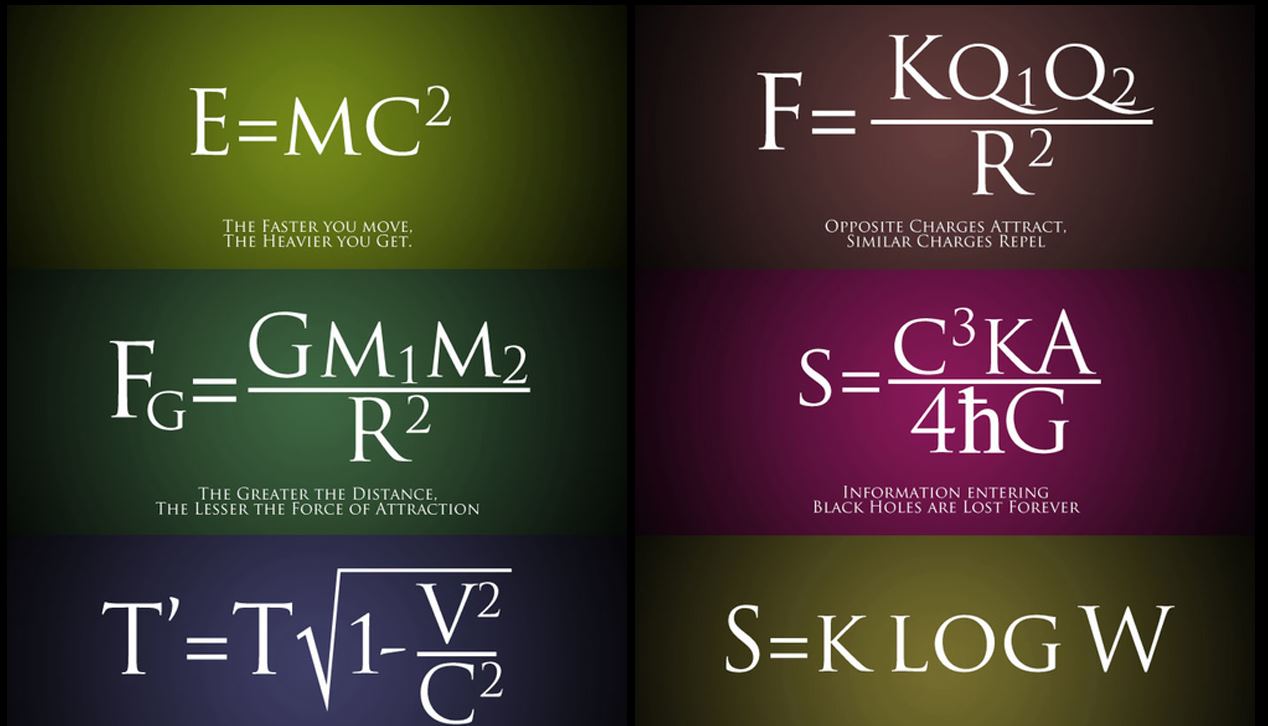 E=MC²
THE FASTER YOU MOVE,
THE HEAVIER YOU GET.
F=KQ₁Q₂/R²
OPPOSITE CHARGES ATTRACT,
SIMILAR CHARGES REPEL
F_G=GM₁M₂/R²
THE GREATER THE DISTANCE,
THE LESSER THE FORCE OF ATTRACTION
S=C³KA/4ħG
INFORMATION ENTERING
BLACK HOLES ARE LOST FOREVER
T'=T√1-V²/C²
S=K LOG W